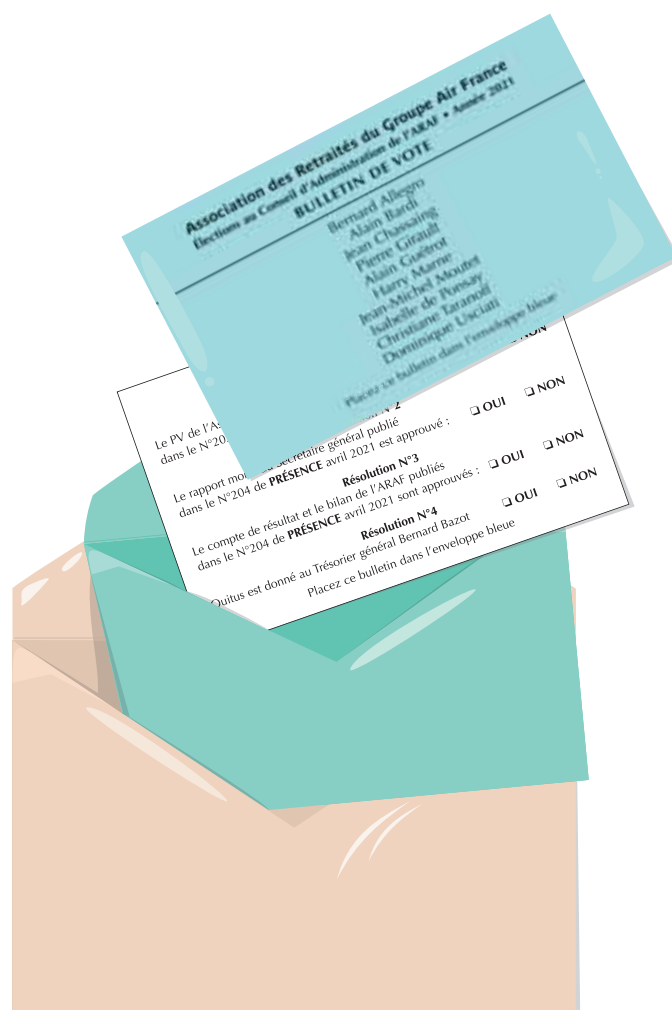 Association des Retraités du Groupe Air France
Élections au Conseil d'Administration de l'ARAF • Année 2021
BULLETIN DE VOTE
Bernard Allegro
Alain Bardi
Jean Chassaing
Pierre Girault
Alain Guétrot
Harry Marne
Jean-Michel Moutet
Isabelle de Ponsay
Christiane Taranoff
Dominique Usciati
Placez ce bulletin dans l'enveloppe bleue
NON
Le PV de l'As
dans le N°20
N°2
Le rapport mo Secrétaire général publié
dans le N°204 de PRÉSENCE avril 2021 est approuvé : ❏ OUI ❏ NON
Résolution N°3
Le compte de résultat et le bilan de l'ARAF publiés
dans le N°204 de PRÉSENCE avril 2021 sont approuvés : ❏ OUI ❏ NON
Résolution N°4
Quitus est donné au Trésorier général Bernard Bazot ❏ OUI ❏ NON
Placez ce bulletin dans l'enveloppe bleue